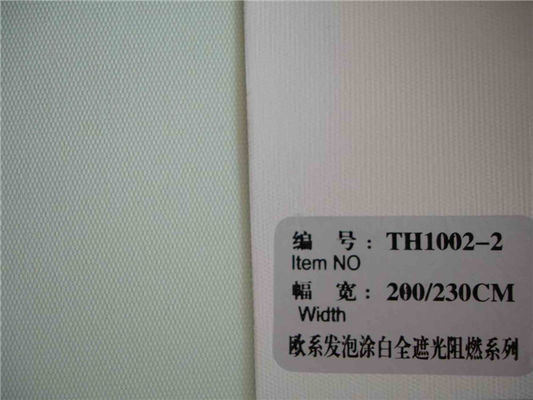 编 号：TH1002-2
Item NO
幅 宽：200/230CM
Width
欧系发泡涂白全遮光阻燃系列